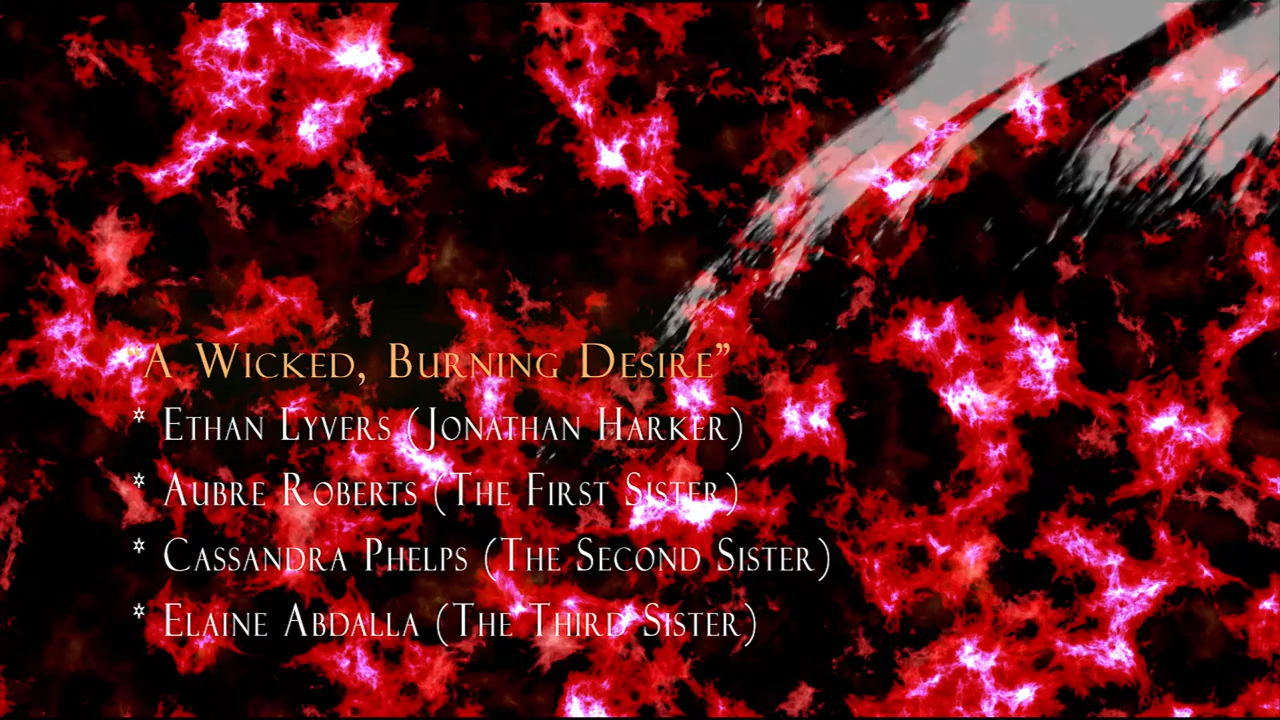 “A Wicked, Burning Desire”
* Ethan Lyvers (Jonathan Harker)
* Aubre Roberts (The First Sister)
* Cassandra Phelps (The Second Sister)
* Elaine Abdalla (The Third Sister)